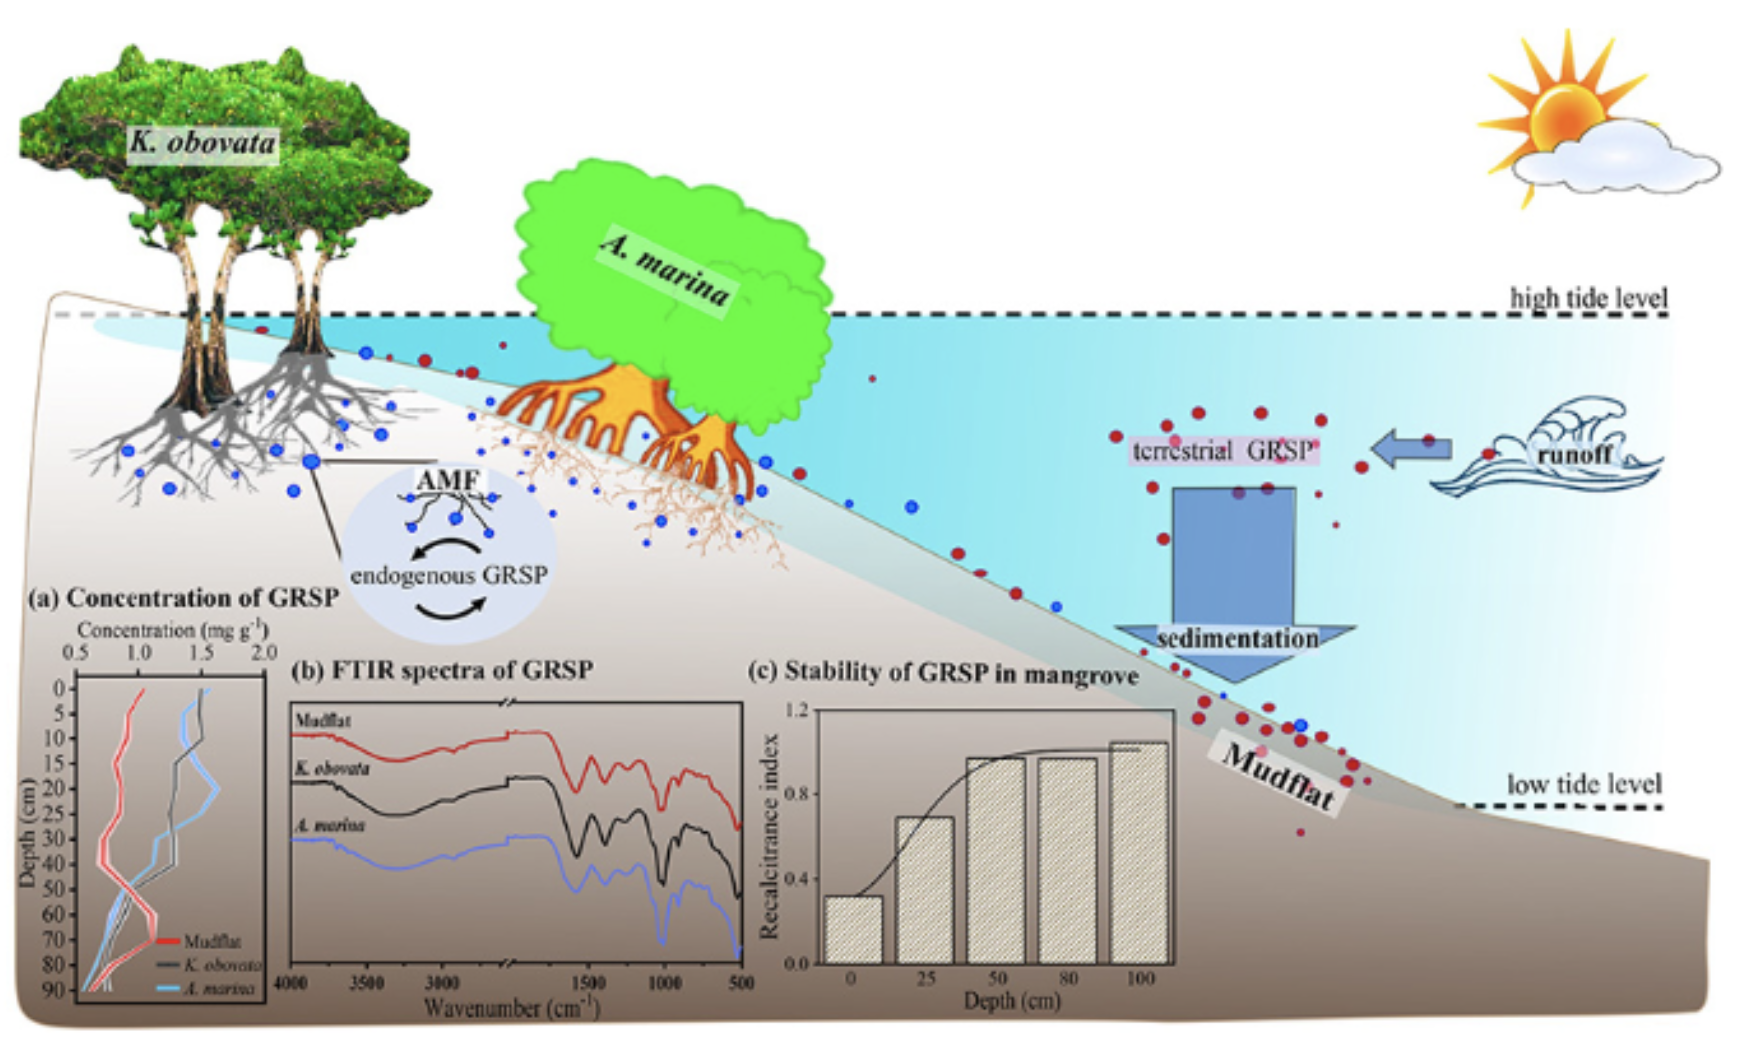 K. obovata
A. marina
high tide level
terrestrial GRSP
runoff
AMF
endogenous GRSP
sedimentation
Mudflat
low tide level
(a) Concentration of GRSP
Concentration (mg g-1)
0.5 1.0 1.5 2.0
Depth (cm)
0
5
10
15
20
25
30
40
50
60
70
80
90
Mudflat
K. obovata
A. marina
(b) FTIR spectra of GRSP
Mudflat
K. obovata
A. marina
4000 3500 3000 1500 1000 500
Wavenumber (cm-1)
(c) Stability of GRSP in mangrove
Recalcitrance index
1.2
0.8
0.4
0.0
0 25 50 80 100
Depth (cm)